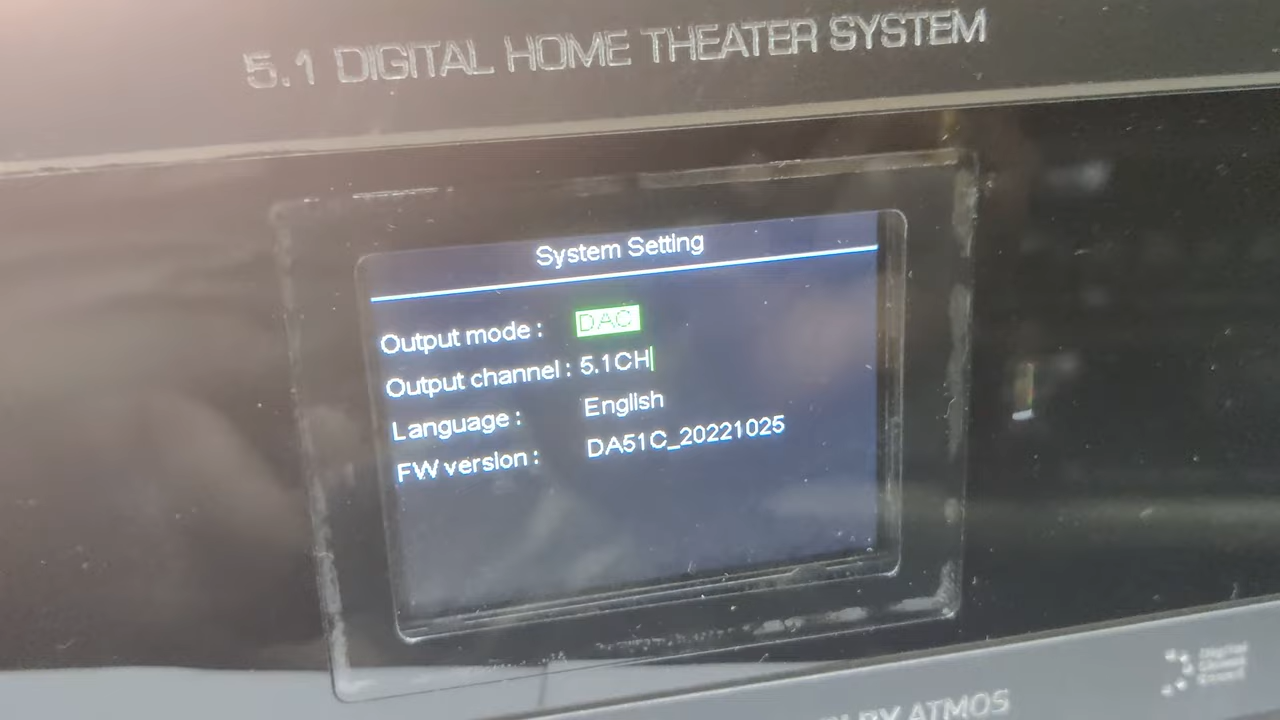 5.1 DIGITAL HOME THEATER SYSTEM
System Setting
Output mode : DAC
Output channel : 5.1CH
Language : English
FW version : DA51C_20221025
ATMOS